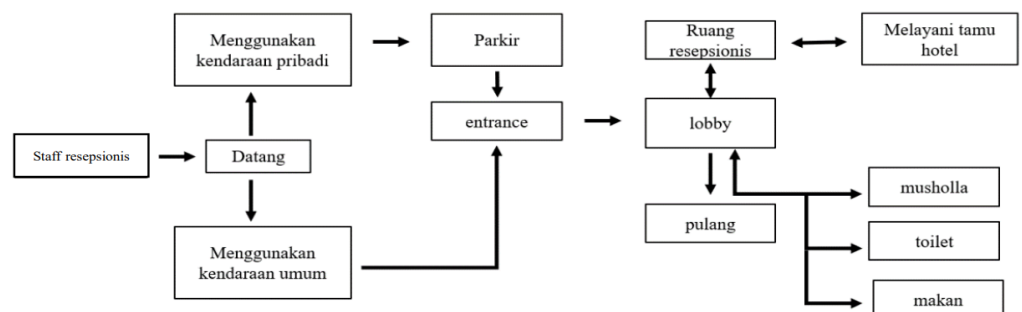 Staff resepsionis
Datang
Menggunakan
kendaraan pribadi
Menggunakan
kendaraan umum
Parkir
entrance
Ruang
resepsionis
Melayani tamu
hotel
lobby
pulang
musholla
toilet
makan